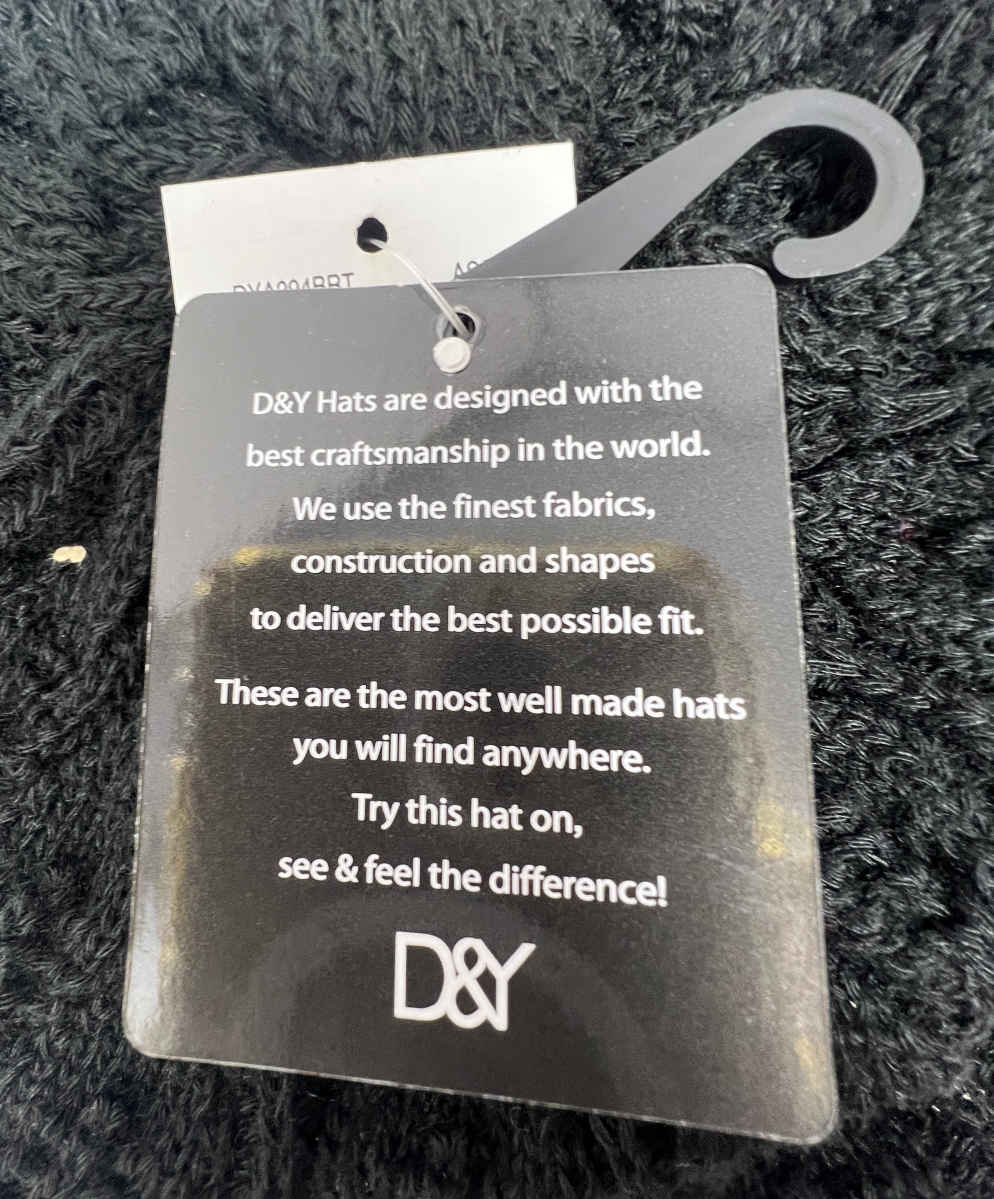 D&Y Hats are designed with the
best craftsmanship in the world.
We use the finest fabrics,
construction and shapes
to deliver the best possible fit.
These are the most well made hats
you will find anywhere.
Try this hat on,
see & feel the difference!
D&Y